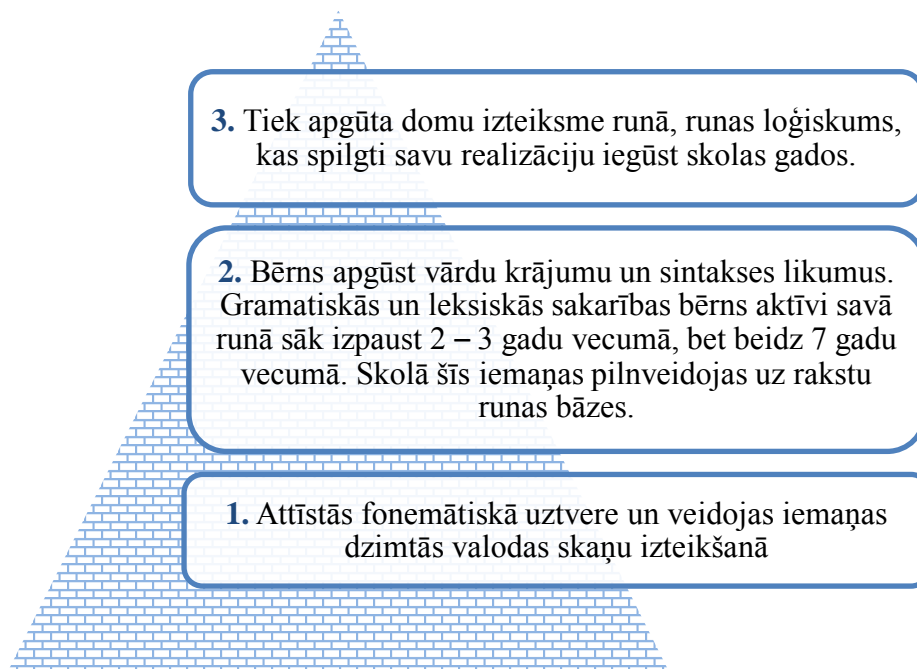 3. Tiek apgūta domu izteiksme runā, runas loģiskums,
kas spilgti savu realizāciju iegūst skolas gados.
2. Bērns apgūst vārdu krājumu un sintakses likumus.
Gramatiskās un leksiskās sakarības bērns aktīvi savā
runā sāk izpaust 2 – 3 gadu vecumā, bet beidz 7 gadu
vecumā. Skolā šīs iemaņas pilnveidojas uz rakstu
runas bāzes.
1. Attīstās fonemātiskā uztvere un veidojas iemaņas
dzimtās valodas skaņu izteikšanā